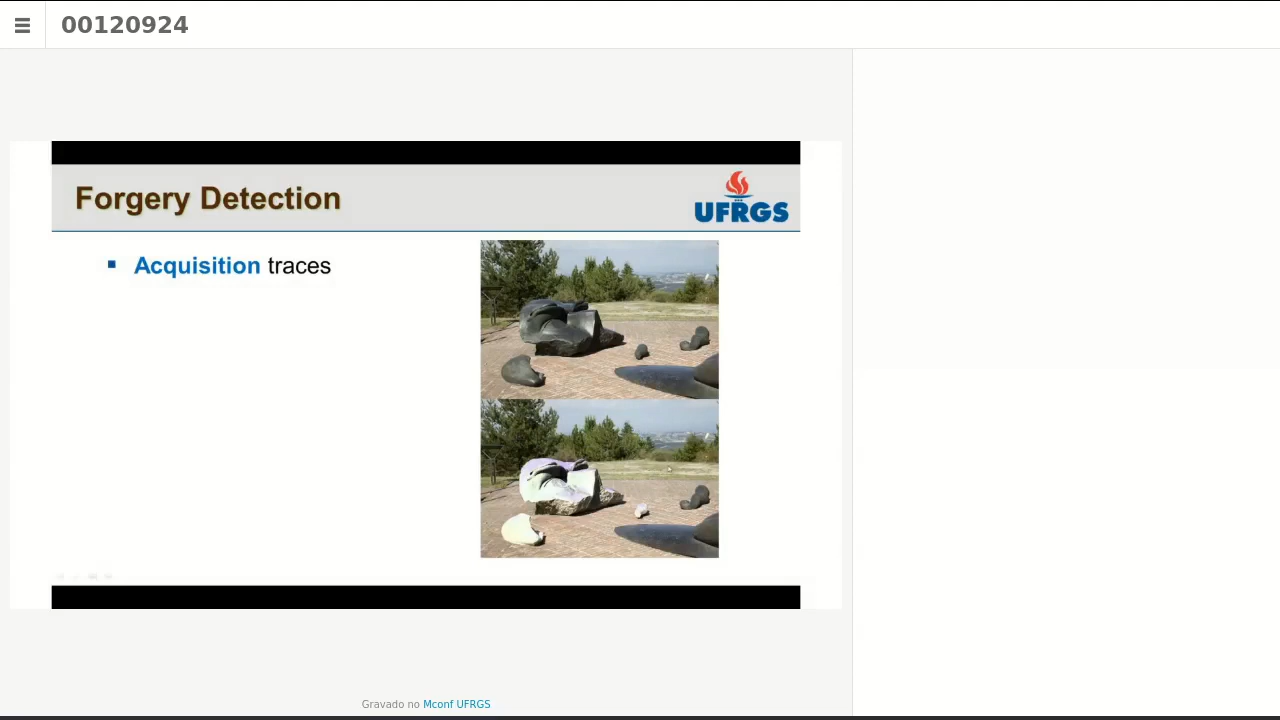 00120924
Forgery Detection
UFRGS
Acquisition traces
Gravado no Mconf UFRGS